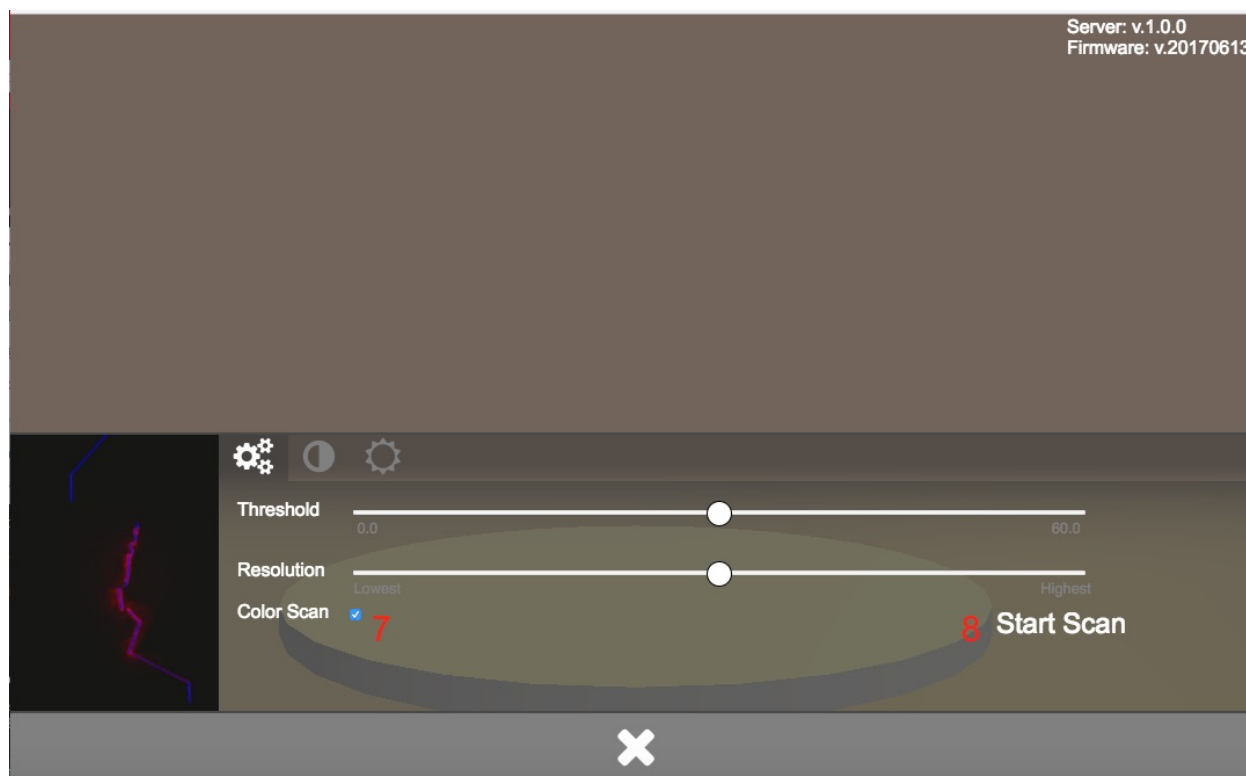 Server: v.1.0.0
Firmware: v.20170613
Threshold
0.0 60.0
Resolution
Lowest Highest
Color Scan 7 8 Start Scan